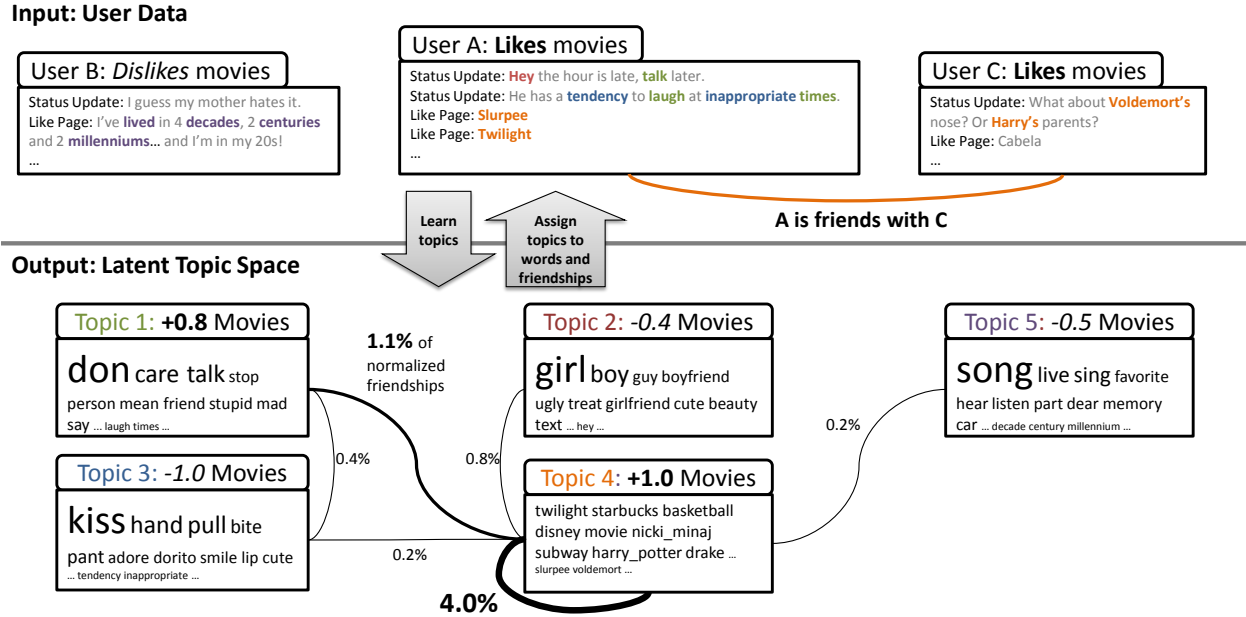 Input: User Data
User B: Dislikes movies
Status Update: I guess my mother hates it.
Like Page: I've lived in 4 decades, 2 centuries
and 2 millenniums... and I'm in my 20s!
...
User A: Likes movies
Status Update: Hey the hour is late, talk later.
Status Update: He has a tendency to laugh at inappropriate times.
Like Page: Slurpee
Like Page: Twilight
...
User C: Likes movies
Status Update: What about Voldemort's
nose? Or Harry's parents?
Like Page: Cabela
...
A is friends with C
Learn
topics
Assign
topics to
words and
friendships
Output: Latent Topic Space
Topic 1: +0.8 Movies
don care talk stop
person mean friend stupid mad
say ... laugh times ...
1.1% of
normalized
friendships
Topic 2: -0.4 Movies
girl boy guy boyfriend
ugly treat girlfriend cute beauty
text ... hey ...
Topic 5: -0.5 Movies
song live sing favorite
hear listen part dear memory
car ... decade century millennium ...
0.4%
0.8%
0.2%
Topic 3: -1.0 Movies
kiss hand pull bite
pant adore dorito smile lip cute
... tendency inappropriate ...
0.2%
Topic 4: +1.0 Movies
twilight starbucks basketball
disney movie nicki_minaj
subway harry_potter drake ...
slurpee voldemort ...
4.0%